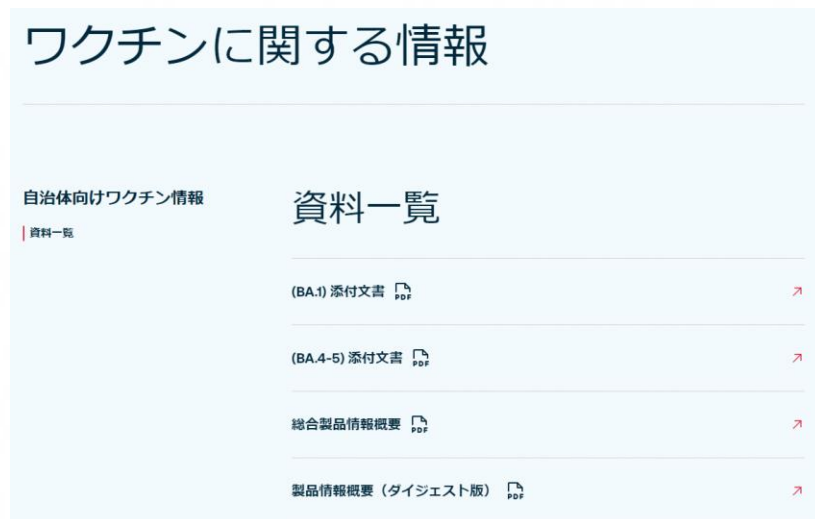 ワクチンに関する情報
自治体向けワクチン情報
資料一覧
資料一覧
(BA.1) 添付文書 PDF
(BA.4-5) 添付文書 PDF
総合製品情報概要 PDF
製品情報概要（ダイジェスト版） PDF